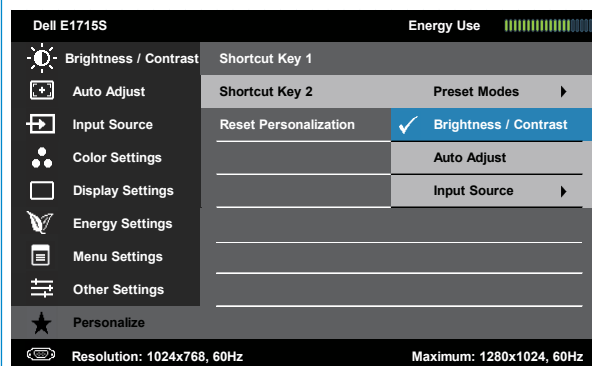 Dell E1715S Energy Use
Brightness / Contrast Shortcut Key 1
Auto Adjust Shortcut Key 2 Preset Modes
Input Source Reset Personalization Brightness / Contrast
Color Settings Auto Adjust
Display Settings Input Source
Energy Settings
Menu Settings
Other Settings
Personalize
Resolution: 1024x768, 60Hz Maximum: 1280x1024, 60Hz